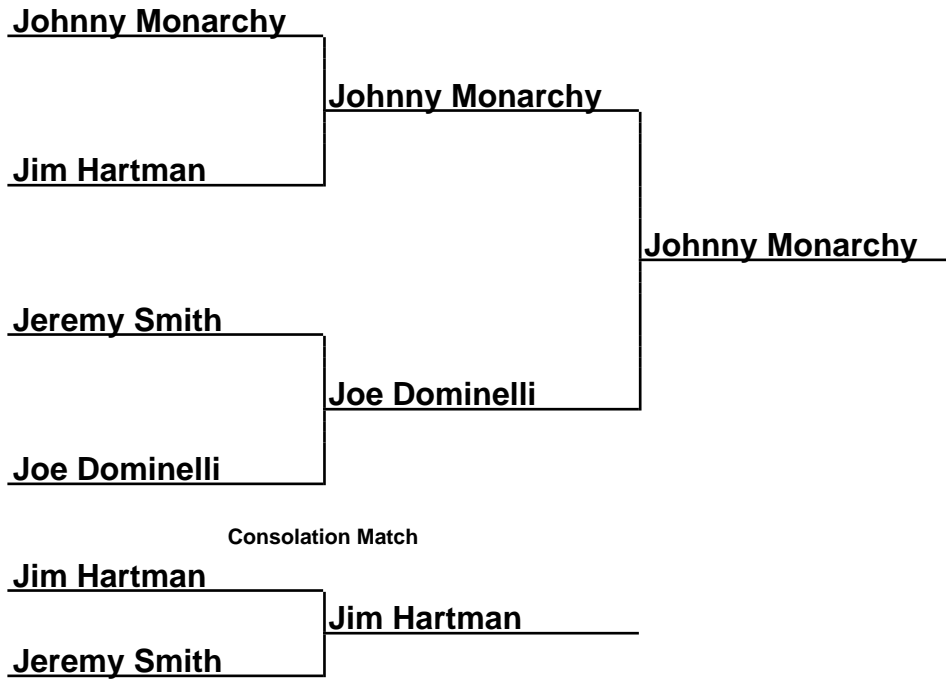 Johnny Monarchy
Johnny Monarchy
Jim Hartman
Johnny Monarchy
Jeremy Smith
Joe Dominelli
Joe Dominelli
Consolation Match
Jim Hartman
Jim Hartman
Jeremy Smith